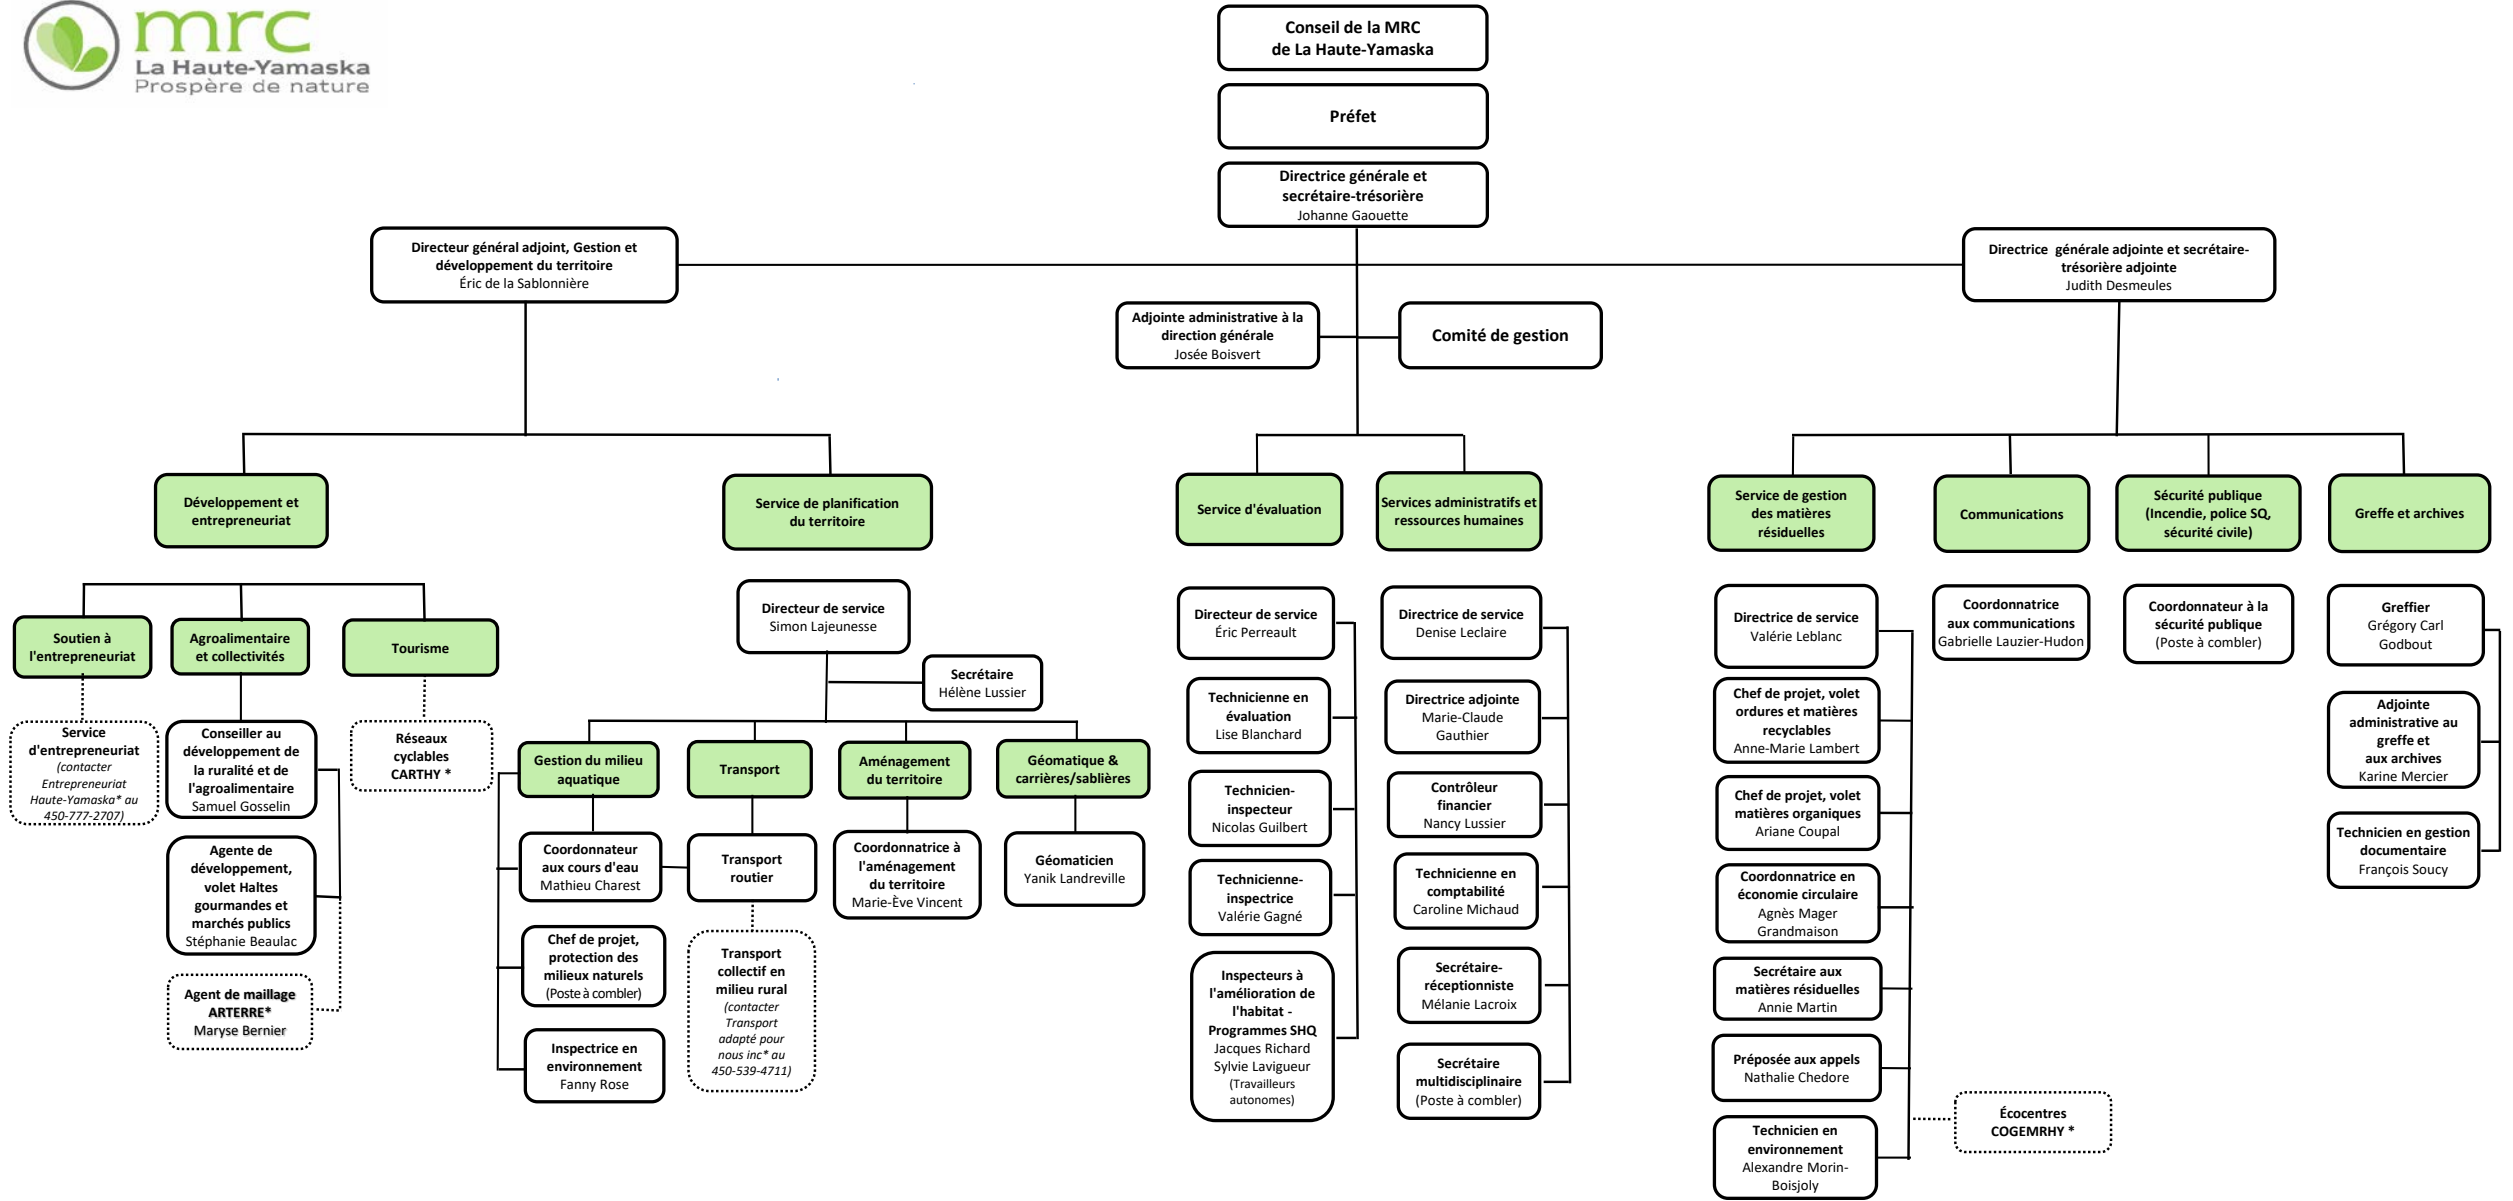 mrc
La Haute-Yamaska
Prospère de nature
Conseil de la MRC
de La Haute-Yamaska
Préfet
Directrice générale et
secrétaire-trésorière
Johanne Gaouette
Directeur général adjoint, Gestion et
développement du territoire
Éric de la Sablonnière
Directrice générale adjointe et secrétaire-
trésorière adjointe
Judith Desmeules
Adjointe administrative à la
direction générale
Josée Boisvert
Comité de gestion
Développement et
entrepreneuriat
Service de planification
du territoire
Service d'évaluation
Services administratifs et
ressources humaines
Service de gestion
des matières
résiduelles
Communications
Sécurité publique
(Incendie, police SQ,
sécurité civile)
Greffe et archives
Soutien à
l'entrepreneuriat
Agroalimentaire
et collectivités
Tourisme
Service
d'entrepreneuriat
(contacter
Entrepreneuriat
Haute-Yamaska* au
450-777-2707)
Conseiller au
développement de
la ruralité et de
l'agroalimentaire
Samuel Gosselin
Agente de
développement,
volet Haltes
gourmandes et
marchés publics
Stéphanie Beaulac
Agent de maillage
ARTERRE*
Maryse Bernier
Réseaux
cyclables
CARTHY *
Directeur de service
Simon Lajeunesse
Secrétaire
Hélène Lussier
Gestion du milieu
aquatique
Transport
Aménagement
du territoire
Géomatique &
carrières/sablières
Coordonnateur
aux cours d'eau
Mathieu Charest
Chef de projet,
protection des
milieux naturels
(Poste à combler)
Inspectrice en
environnement
Fanny Rose
Transport
routier
Transport
collectif en
milieu rural
(contacter
Transport
adapté pour
nous inc* au
450-539-4711)
Coordonnatrice à
l'aménagement
du territoire
Marie-Ève Vincent
Géomaticien
Yanik Landreville
Directeur de service
Éric Perreault
Technicienne en
évaluation
Lise Blanchard
Technicien-
inspecteur
Nicolas Guilbert
Technicienne-
inspectrice
Valérie Gagné
Inspecteurs à
l'amélioration de
l'habitat -
Programmes SHQ
Jacques Richard
Sylvie Lavigueur
(Travailleurs
autonomes)
Directrice de service
Denise Leclaire
Directrice adjointe
Marie-Claude
Gauthier
Contrôleur
financier
Nancy Lussier
Technicienne en
comptabilité
Caroline Michaud
Secrétaire-
réceptionniste
Mélanie Lacroix
Secrétaire
multidisciplinaire
(Poste à combler)
Directrice de service
Valérie Leblanc
Chef de projet, volet
ordures et matières
recyclables
Anne-Marie Lambert
Chef de projet, volet
matières organiques
Ariane Coupal
Coordonnatrice en
économie circulaire
Agnès Mager
Grandmaison
Secrétaire aux
matières résiduelles
Annie Martin
Préposée aux appels
Nathalie Chedore
Technicien en
environnement
Alexandre Morin-
Boisjoly
Écocentres
COGEMRHY *
Coordonnatrice
aux communications
Gabrielle Lauzier-Hudon
Coordonnateur à la
sécurité publique
(Poste à combler)
Greffier
Grégory Carl
Godbout
Adjointe
administrative au
greffe et
aux archives
Karine Mercier
Technicien en gestion
documentaire
François Soucy